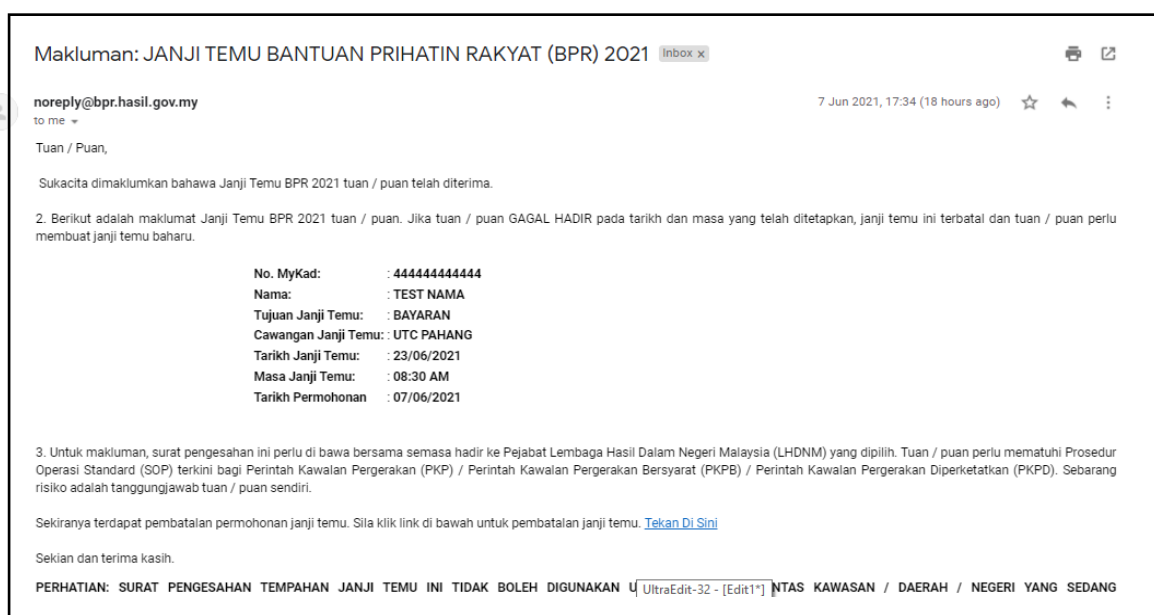 Makluman: JANJI TEMU BANTUAN PRIHATIN RAKYAT (BPR) 2021 Inbox x
noreply@bpr.hasil.gov.my 7 Jun 2021, 17:34 (18 hours ago)
to me
Tuan / Puan,
Sukacita dimaklumkan bahawa Janji Temu BPR 2021 tuan / puan telah diterima.
2. Berikut adalah maklumat Janji Temu BPR 2021 tuan / puan. Jika tuan / puan GAGAL HADIR pada tarikh dan masa yang telah ditetapkan, janji temu ini terbatal dan tuan / puan perlu
membuat janji temu baharu.
No. MyKad: : 444444444444
Nama: : TEST NAMA
Tujuan Janji Temu: : BAYARAN
Cawangan Janji Temu: : UTC PAHANG
Tarikh Janji Temu: : 23/06/2021
Masa Janji Temu: : 08:30 AM
Tarikh Permohonan : 07/06/2021
3. Untuk makluman, surat pengesahan ini perlu di bawa bersama semasa hadir ke Pejabat Lembaga Hasil Dalam Negeri Malaysia (LHDNM) yang dipilih. Tuan / puan perlu mematuhi Prosedur
Operasi Standard (SOP) terkini bagi Perintah Kawalan Pergerakan (PKP) / Perintah Kawalan Pergerakan Bersyarat (PKPB) / Perintah Kawalan Pergerakan Diperketatkan (PKPD). Sebarang
risiko adalah tanggungjawab tuan / puan sendiri.
Sekiranya terdapat pembatalan permohonan janji temu. Sila klik link di bawah untuk pembatalan janji temu. Tekan Di Sini
Sekian dan terima kasih.
PERHATIAN: SURAT PENGESAHAN TEMPAHAN JANJI TEMU INI TIDAK BOLEH DIGUNAKAN U UltraEdit-32 - [Edit1*] NTAS KAWASAN / DAERAH / NEGERI YANG SEDANG